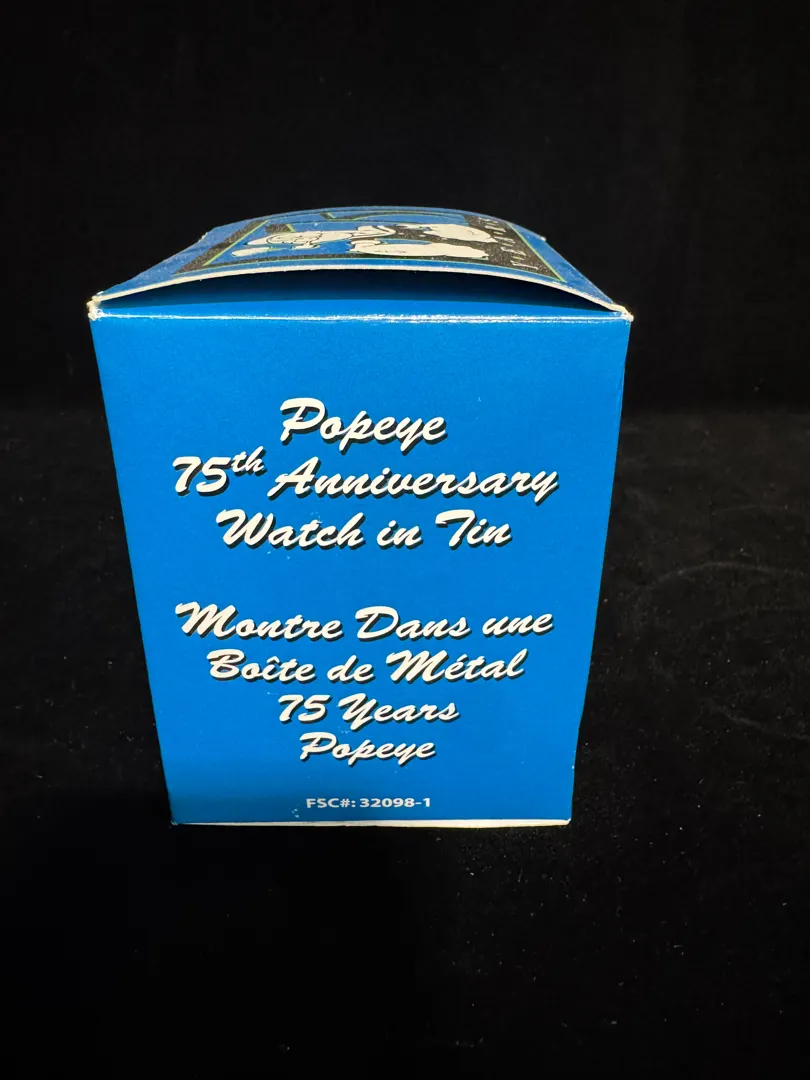 Popeye
75th Anniversary
Watch in Tin
Montre Dans une
Boîte de Métal
75 Years
Popeye
FSC#: 32098-1